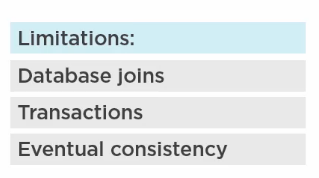 Limitations:
Database joins
Transactions
Eventual consistency